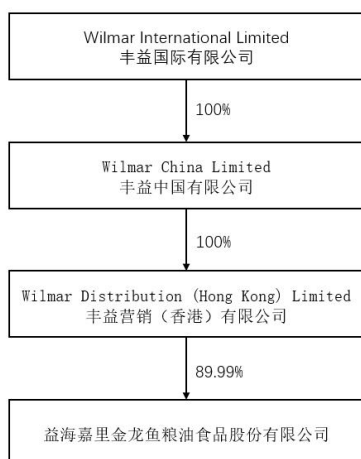 Wilmar International Limited
丰益国际有限公司
100%
Wilmar China Limited
丰益中国有限公司
100%
Wilmar Distribution (Hong Kong) Limited
丰益营销（香港）有限公司
89.99%
益海嘉里金龙鱼粮油食品股份有限公司